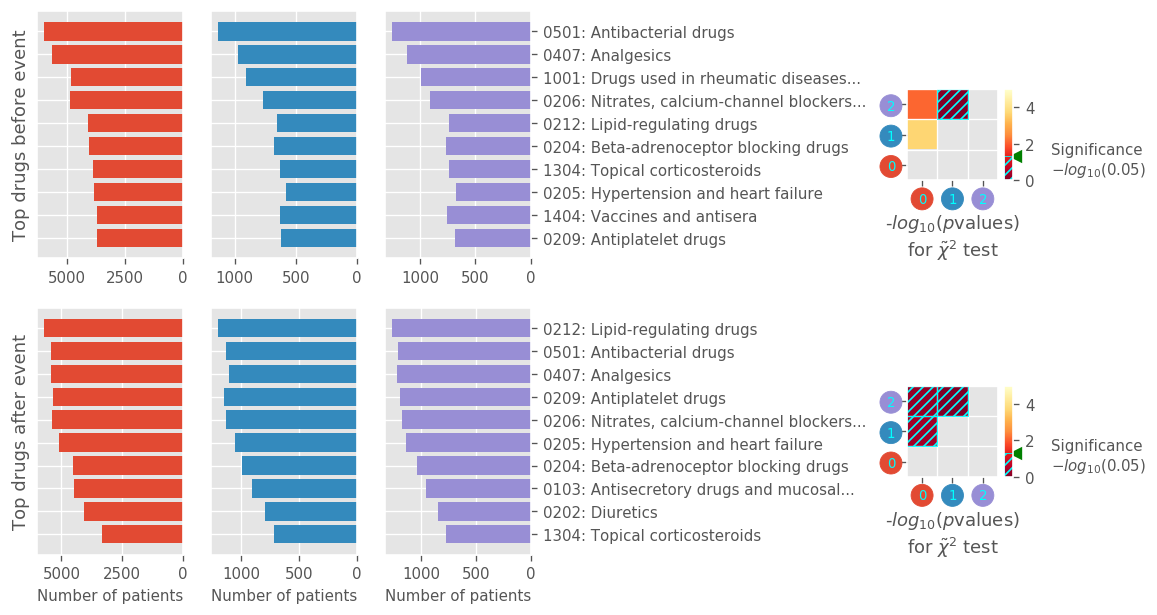 Top drugs before event
0501: Antibacterial drugs
0407: Analgesics
1001: Drugs used in rheumatic diseases...
0206: Nitrates, calcium-channel blockers...
0212: Lipid-regulating drugs
0204: Beta-adrenoceptor blocking drugs
1304: Topical corticosteroids
0205: Hypertension and heart failure
1404: Vaccines and antisera
0209: Antiplatelet drugs
5000 2500 0
1000 500 0
1000 500 0
2
1
0
0 1 2
4
2
0
Significance
−log₁₀(0.05)
-log₁₀(pvalues)
for χ̃² test
Top drugs after event
0212: Lipid-regulating drugs
0501: Antibacterial drugs
0407: Analgesics
0209: Antiplatelet drugs
0206: Nitrates, calcium-channel blockers...
0205: Hypertension and heart failure
0204: Beta-adrenoceptor blocking drugs
0103: Antisecretory drugs and mucosal...
0202: Diuretics
1304: Topical corticosteroids
5000 2500 0
Number of patients
1000 500 0
Number of patients
1000 500 0
Number of patients
2
1
0
0 1 2
4
2
0
Significance
−log₁₀(0.05)
-log₁₀(pvalues)
for χ̃² test